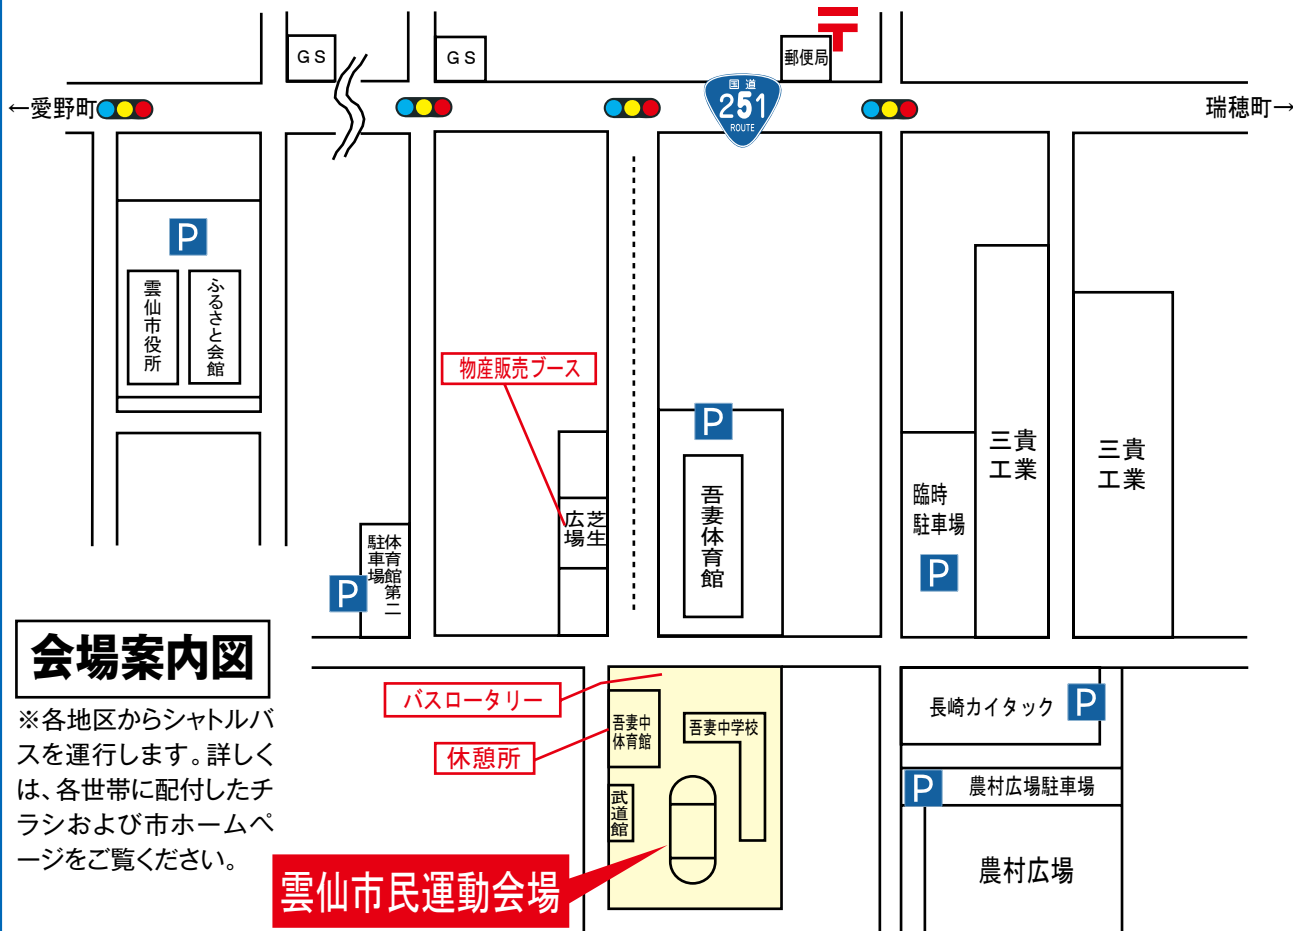 GS
GS
郵便局
←愛野町
国道
251
ROUTE
瑞穂町→
P
雲仙市役所
ふるさと会館
物産販売ブース
P
芝生
広場
吾妻体育館
臨時
駐車場
P
三貴
工業
三貴
工業
体育館第二
駐車場
P
会場案内図
※各地区からシャトルバ
スを運行します。詳しく
は、各世帯に配付したチ
ラシおよび市ホームペ
ージをご覧ください。
バスロータリー
休憩所
吾妻中
体育館
吾妻中学校
武道館
雲仙市民運動会場
長崎カイタック
P
P
農村広場駐車場
農村広場